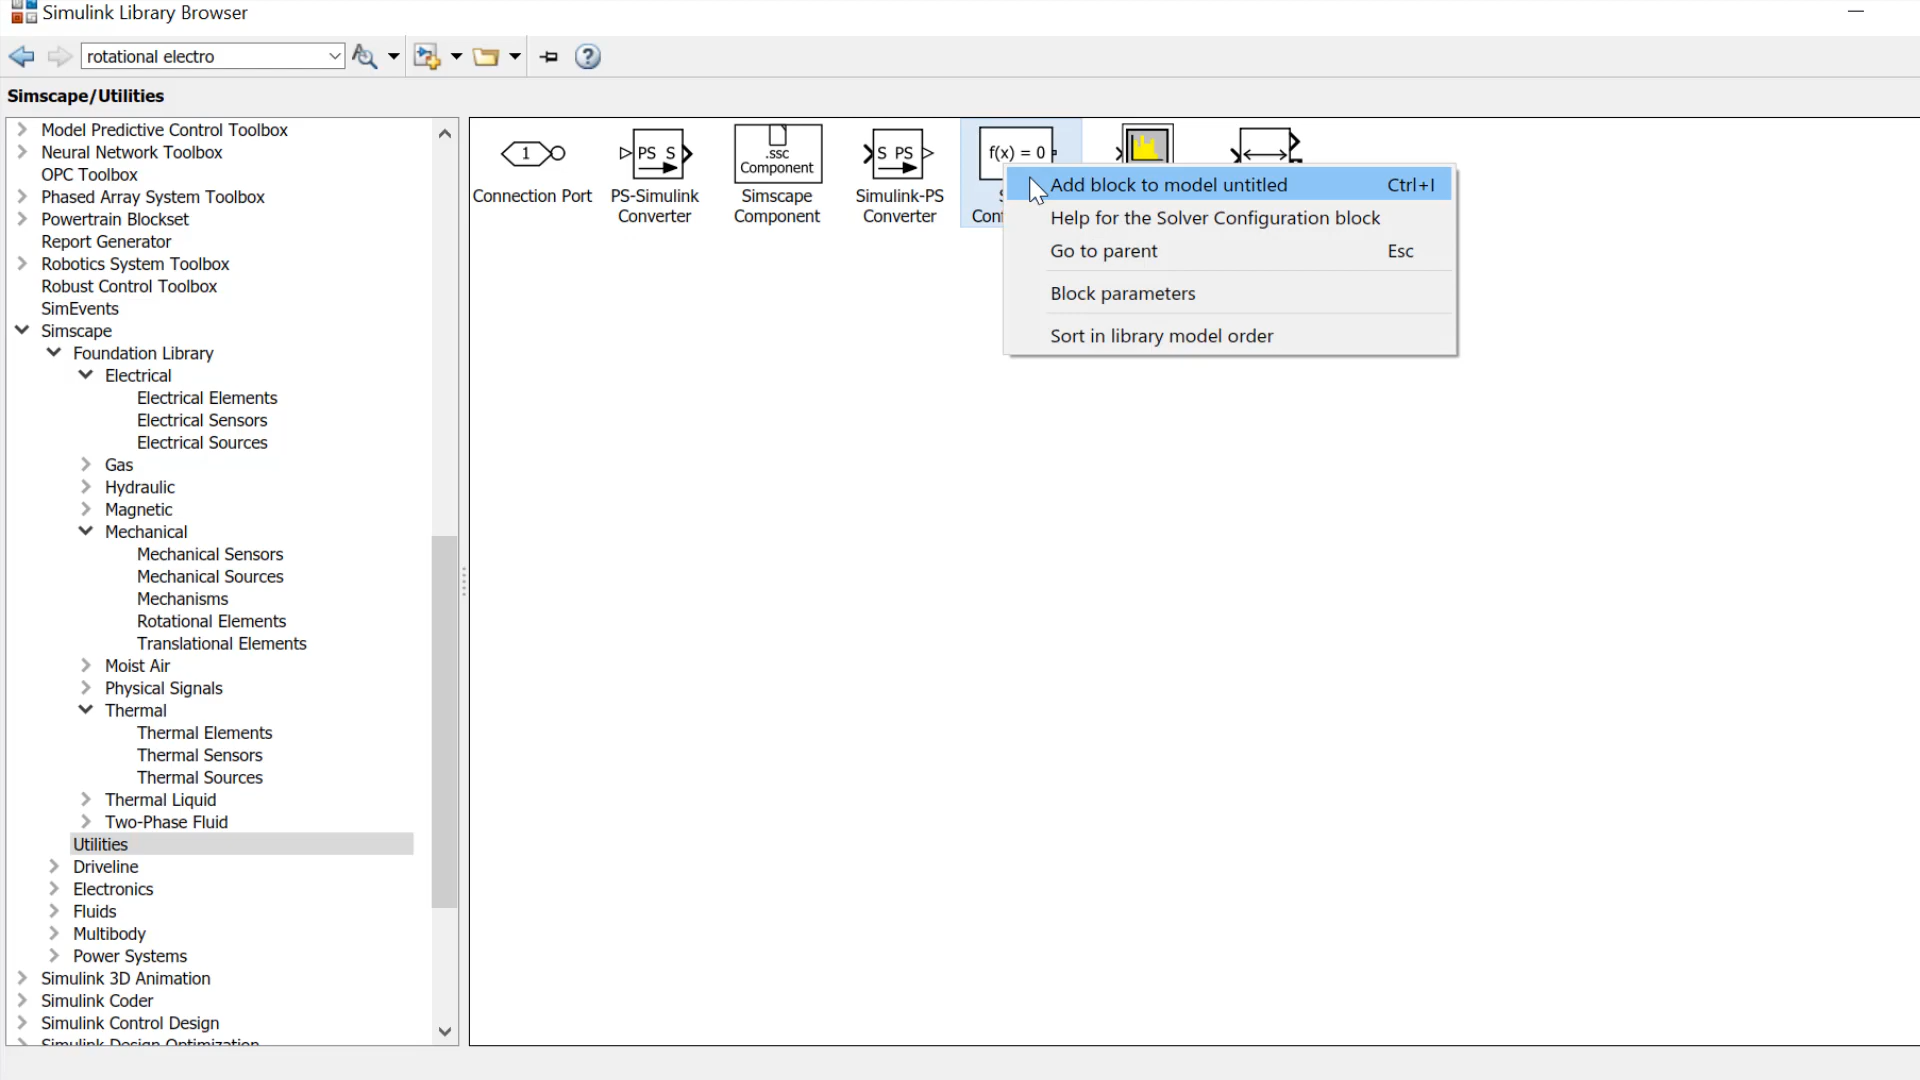 Simulink Library Browser
rotational electro
Simscape/Utilities
Model Predictive Control Toolbox
Neural Network Toolbox
OPC Toolbox
Phased Array System Toolbox
Powertrain Blockset
Report Generator
Robotics System Toolbox
Robust Control Toolbox
SimEvents
Simscape
Foundation Library
Electrical
Electrical Elements
Electrical Sensors
Electrical Sources
Gas
Hydraulic
Magnetic
Mechanical
Mechanical Sensors
Mechanical Sources
Mechanisms
Rotational Elements
Translational Elements
Moist Air
Physical Signals
Thermal
Thermal Elements
Thermal Sensors
Thermal Sources
Thermal Liquid
Two-Phase Fluid
Utilities
Driveline
Electronics
Fluids
Multibody
Power Systems
Simulink 3D Animation
Simulink Coder
Simulink Control Design
Simulink Design Optimization
1
Connection Port
PS S
PS-Simulink
Converter
.ssc
Component
Simscape
Component
S PS
Simulink-PS
Converter
f(x) = 0
S
Conf
Add block to model untitled Ctrl+I
Help for the Solver Configuration block
Go to parent Esc
Block parameters
Sort in library model order